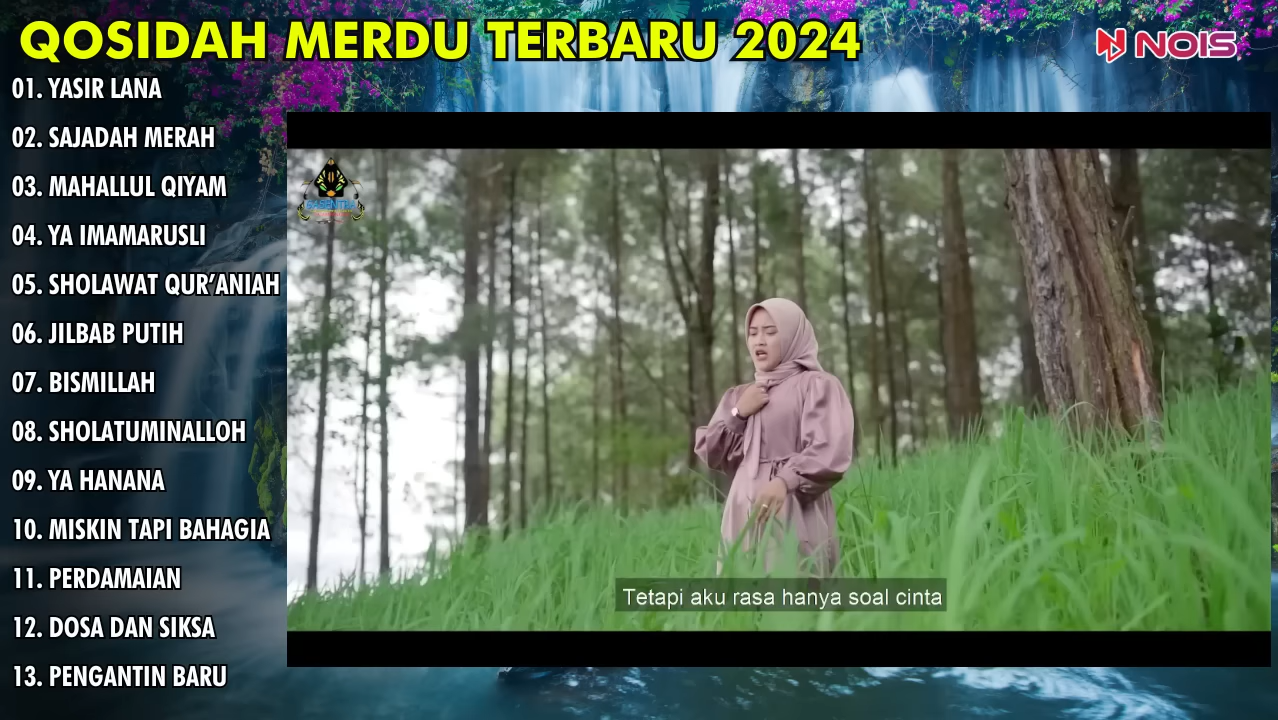 QOSIDAH MERDU TERBARU 2024
NOIS
01. YASIR LANA
02. SAJADAH MERAH
03. MAHALLUL QIYAM
04. YA IMAMARUSLI
05. SHOLAWAT QUR'ANIAH
06. JILBAB PUTIH
07. BISMILLAH
08. SHOLATUMINALLOH
09. YA HANANA
10. MISKIN TAPI BAHAGIA
11. PERDAMAIAN
12. DOSA DAN SIKSA
13. PENGANTIN BARU
GASENTRA
Tetapi aku rasa hanya soal cinta